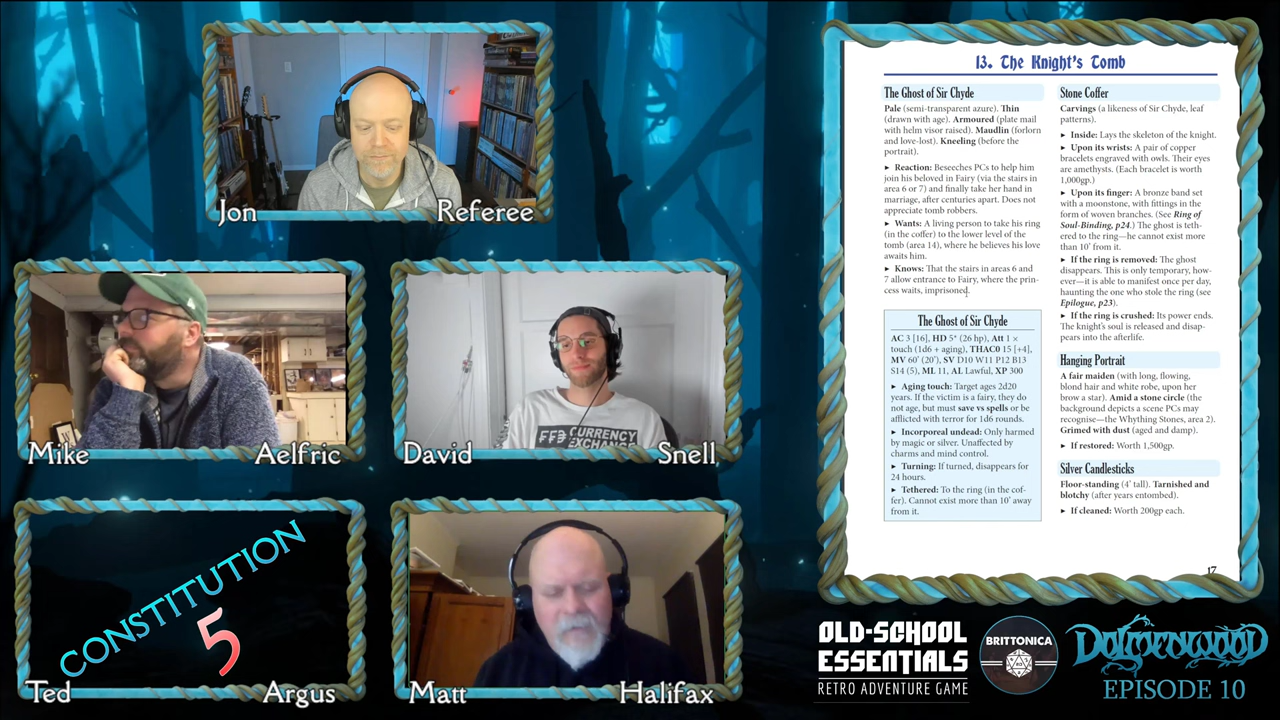 Jon Referee
Mike Aelfric
David Snell
FFF CURRENCY
EXCHANGE
CONSTITUTION
5
Ted Argus
Matt Halifax
13. The Knight's Tomb
The Ghost of Sir Chyde
Pale (semi-transparent azure). Thin
(drawn with age). Armoured (plate mail
with helm visor raised). Maudlin (forlorn
and love-lost). Kneeling (before the
portrait).
► Reaction: Beseeches PCs to help him
join his beloved in Fairy (via the stairs in
area 6 or 7) and finally take her hand in
marriage, after centuries apart. Does not
appreciate tomb robbers.
► Wants: A living person to take his ring
(in the coffer) to the lower level of the
tomb (area 14), where he believes his love
awaits him.
► Knows: That the stairs in areas 6 and
7 allow entrance to Fairy, where the prin-
cess waits, imprisoned.
The Ghost of Sir Chyde
AC 3 [16], HD 5* (26 hp), Att 1 ×
touch (1d6 + aging), THAC0 15 [+4],
MV 60' (20'), SV D10 W11 P12 B13
S14 (5), ML 11, AL Lawful, XP 300
► Aging touch: Target ages 2d20
years. If the victim is a fairy, they do
not age, but must save vs spells or be
afflicted with terror for 1d6 rounds.
► Incorporeal undead: Only harmed
by magic or silver. Unaffected by
charms and mind control.
► Turning: If turned, disappears for
24 hours.
► Tethered: To the ring (in the cof-
fer). Cannot exist more than 10' away
from it.
Stone Coffer
Carvings (a likeness of Sir Chyde, leaf
patterns).
► Inside: Lays the skeleton of the knight.
► Upon its wrists: A pair of copper
bracelets engraved with owls. Their eyes
are amethysts. (Each bracelet is worth
1,000gp.)
► Upon its finger: A bronze band set
with a moonstone, with fittings in the
form of woven branches. (See Ring of
Soul-Binding, p24.) The ghost is teth-
ered to the ring—he cannot exist more
than 10' from it.
► If the ring is removed: The ghost
disappears. This is only temporary, how-
ever—it is able to manifest once per day,
haunting the one who stole the ring (see
Epilogue, p23).
► If the ring is crushed: Its power ends.
The knight's soul is released and disap-
pears into the afterlife.
Hanging Portrait
A fair maiden (with long, flowing,
blond hair and white robe, upon her
brow a star). Amid a stone circle (the
background depicts a scene PCs may
recognise—the Whything Stones, area 2).
Grimed with dust (aged and damp).
► If restored: Worth 1,500gp.
Silver Candlesticks
Floor-standing (4' tall). Tarnished and
blotchy (after years entombed).
► If cleaned: Worth 200gp each.
17
OLD-SCHOOL
ESSENTIALS
RETRO ADVENTURE GAME
BRITTONICA
DOLMENWOOD
EPISODE 10